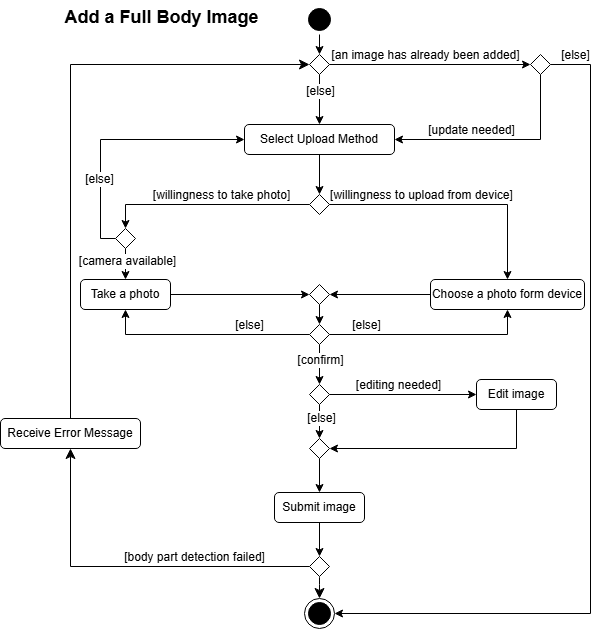 Add a Full Body Image
[an image has already been added]
[else]
[else]
Select Upload Method
[update needed]
[else]
[willingness to take photo]
[willingness to upload from device]
[camera available]
Take a photo
Choose a photo form device
[else]
[else]
[confirm]
[editing needed]
Edit image
[else]
Receive Error Message
Submit image
[body part detection failed]